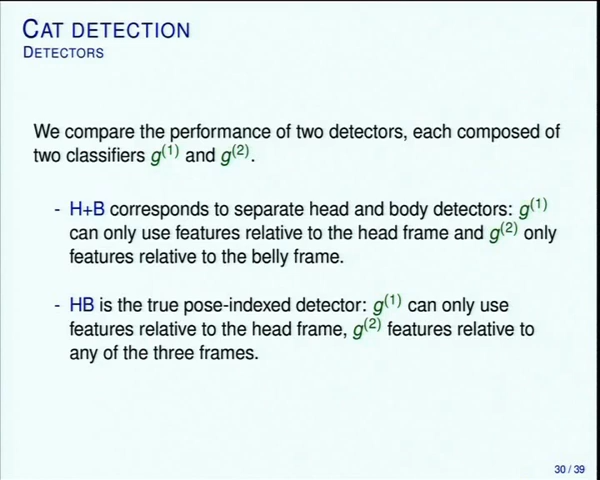 CAT DETECTION
DETECTORS
We compare the performance of two detectors, each composed of
two classifiers g(1) and g(2).
- H+B corresponds to separate head and body detectors: g(1)
can only use features relative to the head frame and g(2) only
features relative to the belly frame.
- HB is the true pose-indexed detector: g(1) can only use
features relative to the head frame, g(2) features relative to
any of the three frames.
30 / 39